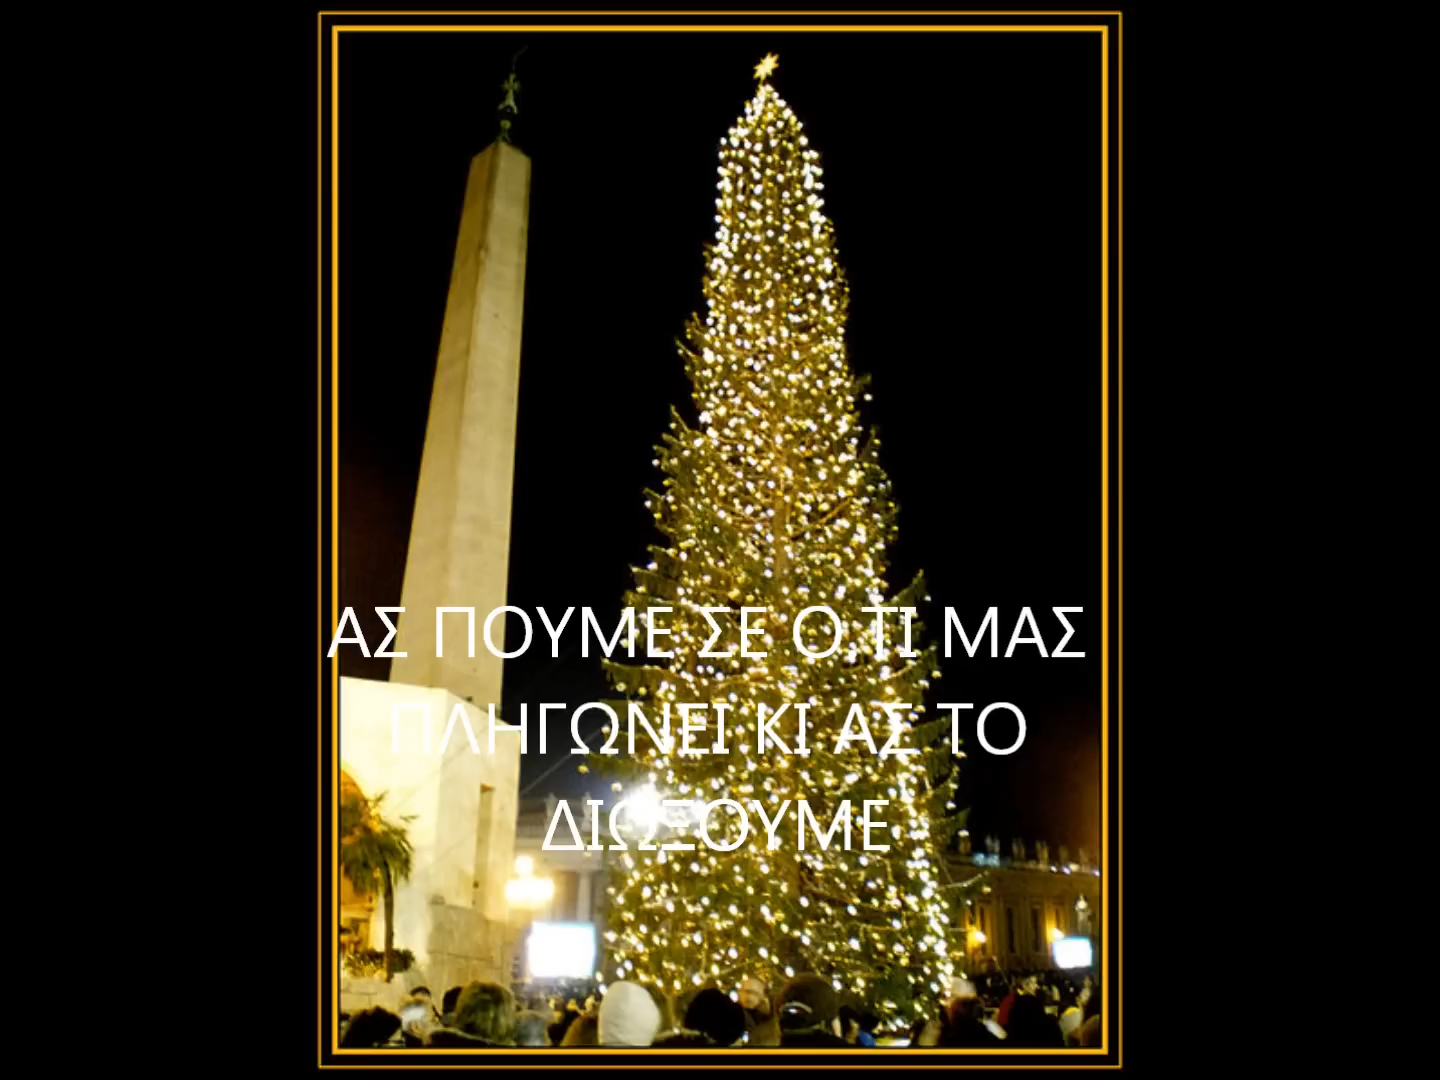 ΑΣ ΠΟΥΜΕ ΣΕ Ο,ΤΙ ΜΑΣ
ΠΛΗΓΩΝΕΙ ΚΙ ΑΣ ΤΟ
ΔΙΩΞΟΥΜΕ